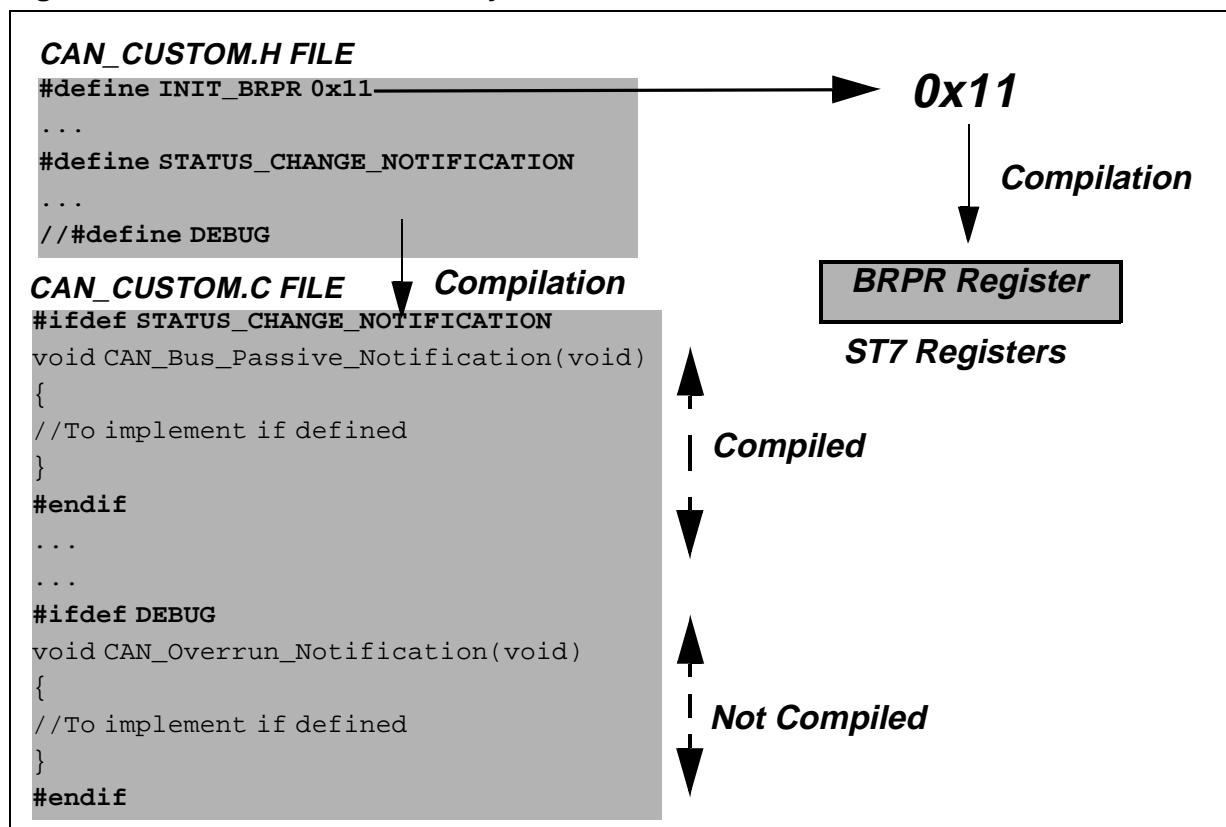 CAN_CUSTOM.H FILE
#define INIT_BRPR 0x11
...
#define STATUS_CHANGE_NOTIFICATION
...
//#define DEBUG
0x11
Compilation
BRPR Register
ST7 Registers
Compilation
CAN_CUSTOM.C FILE
#ifdef STATUS_CHANGE_NOTIFICATION
void CAN_Bus_Passive_Notification(void)
{
//To implement if defined
}
#endif
...
...
#ifdef DEBUG
void CAN_Overrun_Notification(void)
{
//To implement if defined
}
#endif
Compiled
Not Compiled